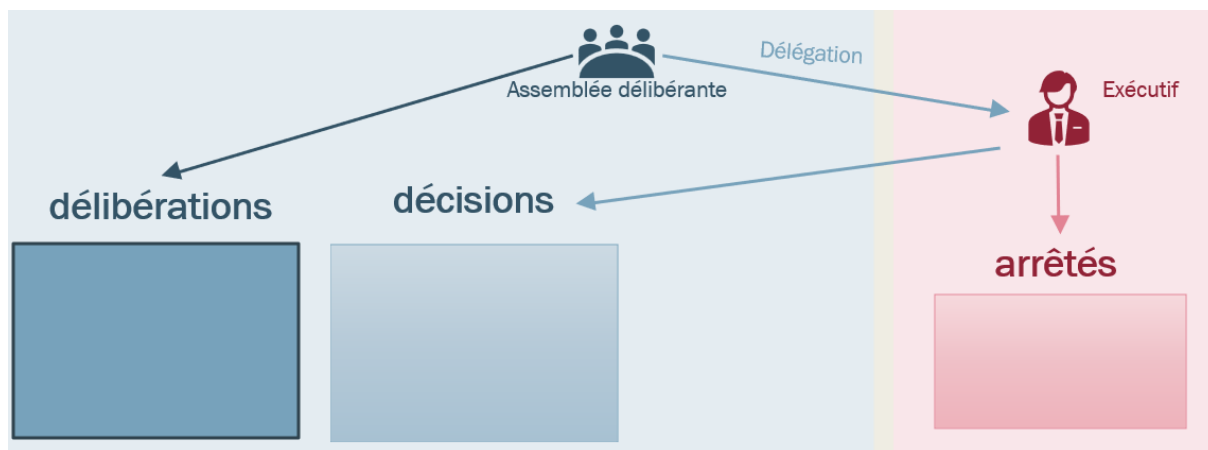 Délégation
Assemblée délibérante
Exécutif
délibérations
décisions
arrêtés